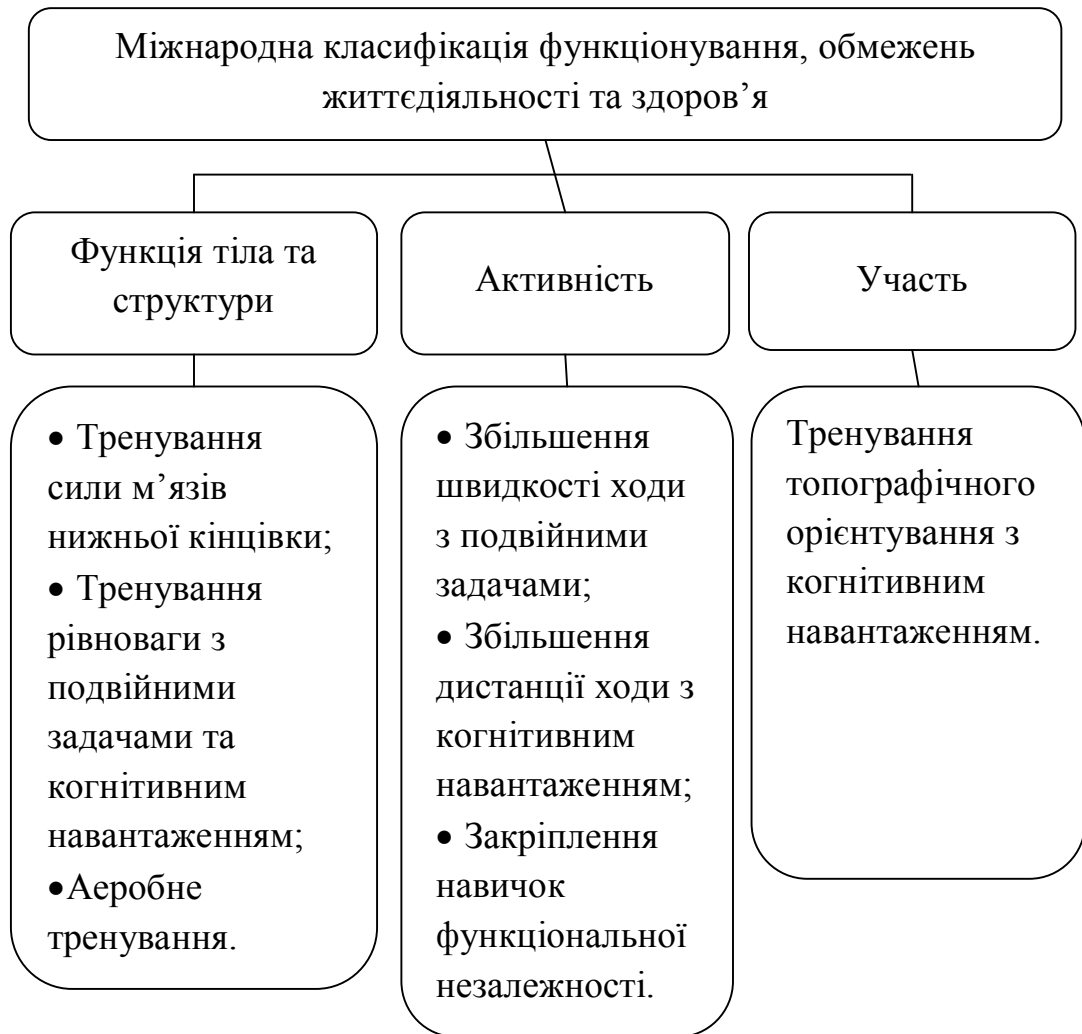 Міжнародна класифікація функціонування, обмежень
життєдіяльності та здоров’я
Функція тіла та
структури
Активність
Участь
• Тренування
сили м’язів
нижньої кінцівки;
• Тренування
рівноваги з
подвійними
задачами та
когнітивним
навантаженням;
•Аеробне
тренування.
• Збільшення
швидкості ходи
з подвійними
задачами;
• Збільшення
дистанції ходи з
когнітивним
навантаженням;
• Закріплення
навичок
функціональної
незалежності.
Тренування
топографічного
орієнтування з
когнітивним
навантаженням.